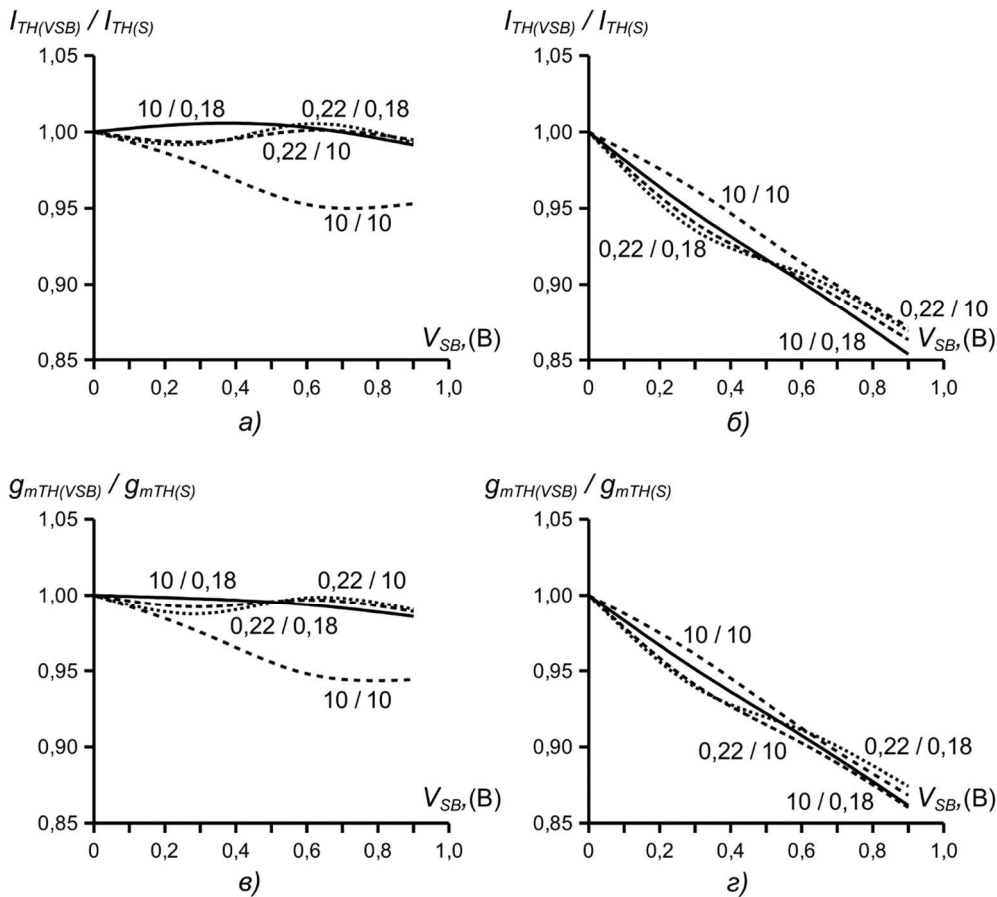 I_TH(VSB) / I_TH(S)
1,05
1,00
0,95
0,90
0,85
10 / 0,18
0,22 / 0,18
0,22 / 10
10 / 10
V_SB,(В)
0 0,2 0,4 0,6 0,8 1,0
а)
I_TH(VSB) / I_TH(S)
1,05
1,00
0,95
0,90
0,85
10 / 10
0,22 / 0,18
0,22 / 10
10 / 0,18
V_SB,(В)
0 0,2 0,4 0,6 0,8 1,0
б)
g_mTH(VSB) / g_mTH(S)
1,05
1,00
0,95
0,90
0,85
10 / 0,18
0,22 / 10
0,22 / 0,18
10 / 10
V_SB,(В)
0 0,2 0,4 0,6 0,8 1,0
в)
g_mTH(VSB) / g_mTH(S)
1,05
1,00
0,95
0,90
0,85
10 / 10
0,22 / 0,18
0,22 / 10
10 / 0,18
V_SB,(В)
0 0,2 0,4 0,6 0,8 1,0
г)